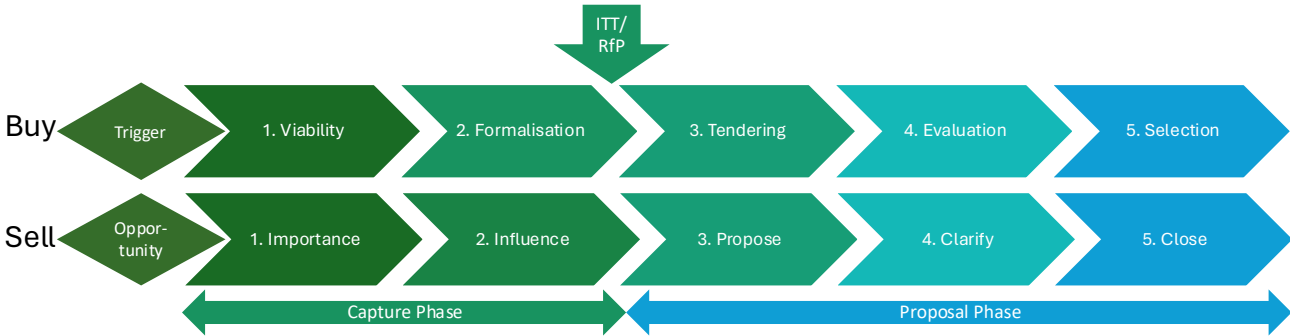 ITT/
RfP
Buy
Trigger
1. Viability
2. Formalisation
3. Tendering
4. Evaluation
5. Selection
Sell
Oppor-
tunity
1. Importance
2. Influence
3. Propose
4. Clarify
5. Close
Capture Phase
Proposal Phase